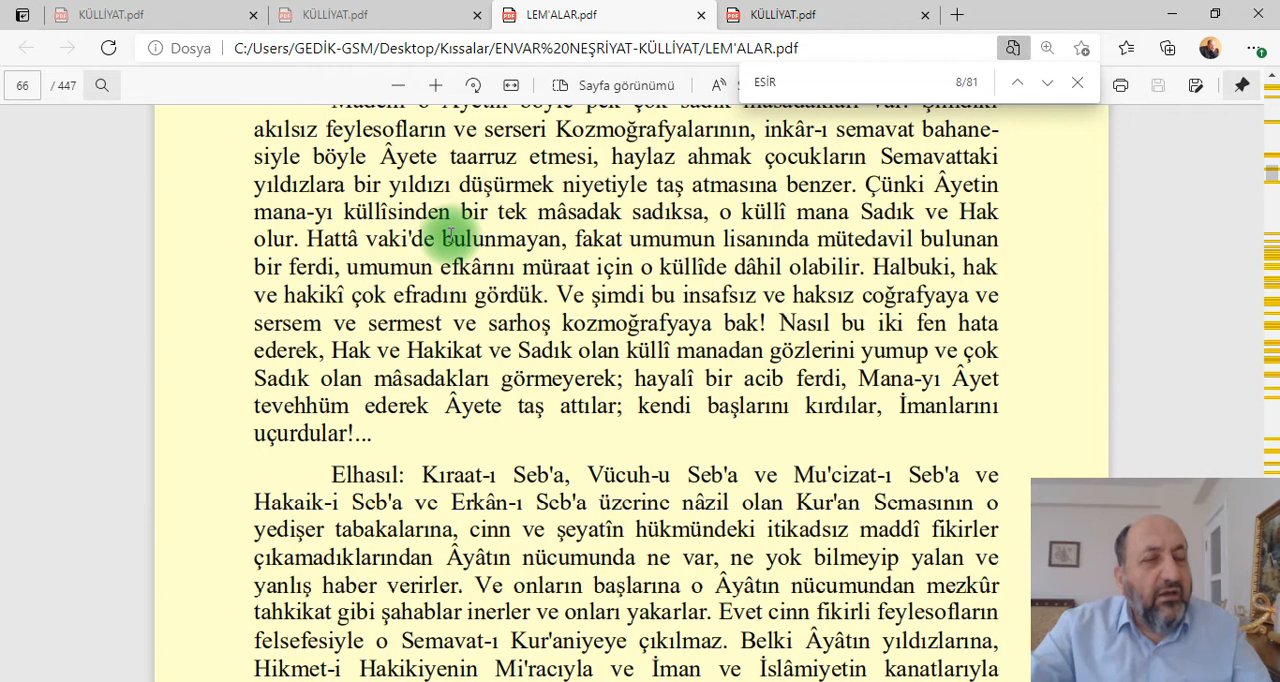 KÜLLİYAT.pdf
KÜLLİYAT.pdf
LEM'ALAR.pdf
KÜLLİYAT.pdf
Dosya C:/Users/GEDİK-GSM/Desktop/Kıssalar/ENVAR%20NEŞRİYAT-KÜLLİYAT/LEM'ALAR.pdf
66 / 447 Sayfa görünümü
ESİR 8/81
Madem o Âyetin böyle pek çok sadık mâsadakları var. Şimdiki
akılsız feylesofların ve serseri Kozmoğrafyalarının, inkâr-ı semavat bahane-
siyle böyle Âyete taarruz etmesi, haylaz ahmak çocukların Semavattaki
yıldızlara bir yıldızı düşürmek niyetiyle taş atmasına benzer. Çünki Âyetin
mana-yı küllîsinden bir tek mâsadak sadıksa, o küllî mana Sadık ve Hak
olur. Hattâ vaki'de bulunmayan, fakat umumun lisanında mütedavil bulunan
bir ferdi, umumun efkârını müraat için o küllîde dâhil olabilir. Halbuki, hak
ve hakikî çok efradını gördük. Ve şimdi bu insafsız ve haksız coğrafyaya ve
sersem ve sermest ve sarhoş kozmoğrafyaya bak! Nasıl bu iki fen hata
ederek, Hak ve Hakikat ve Sadık olan küllî manadan gözlerini yumup ve çok
Sadık olan mâsadakları görmeyerek; hayalî bir acib ferdi, Mana-yı Âyet
tevehhüm ederek Âyete taş attılar; kendi başlarını kırdılar, İmanlarını
uçurdular!...
Elhasıl: Kıraat-ı Seb'a, Vücuh-u Seb'a ve Mu'cizat-ı Seb'a ve
Hakaik-i Seb'a ve Erkân-ı Seb'a üzerine nâzil olan Kur'an Semasının o
yedişer tabakalarına, cinn ve şeyatîn hükmündeki itikadsız maddî fikirler
çıkamadıklarından Âyâtın nücumunda ne var, ne yok bilmeyip yalan ve
yanlış haber verirler. Ve onların başlarına o Âyâtın nücumundan mezkûr
tahkikat gibi şahablar inerler ve onları yakarlar. Evet cinn fikirli feylesofların
felsefesiyle o Semavat-ı Kur'aniyeye çıkılmaz. Belki Âyâtın yıldızlarına,
Hikmet-i Hakikiyenin Mi'racıyla ve İman ve İslâmiyetin kanatlarıyla